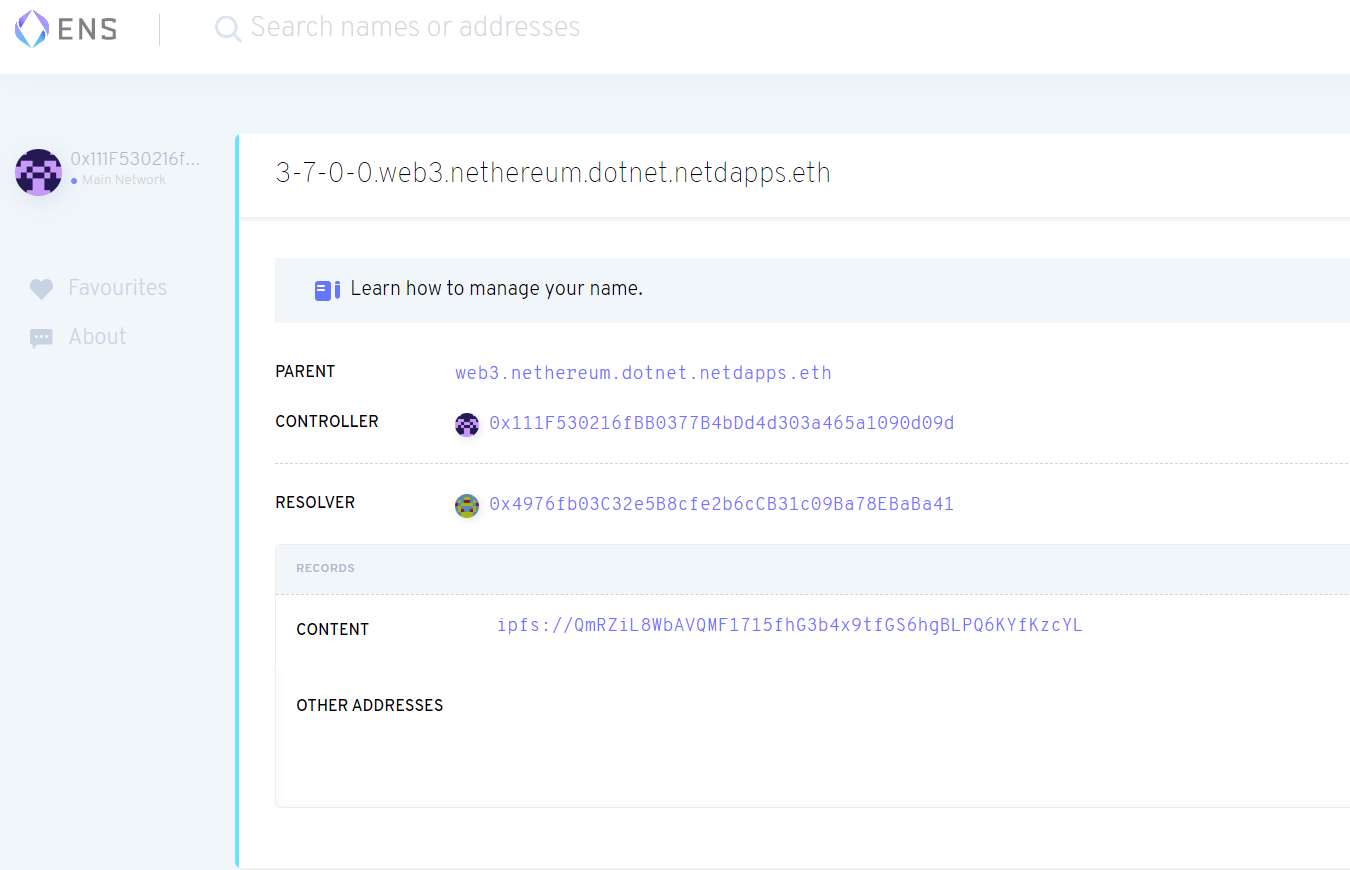 ENS
Search names or addresses
0x111F530216f...
Main Network
Favourites
About
3-7-0-0.web3.nethereum.dotnet.netdapps.eth
Learn how to manage your name.
PARENT web3.nethereum.dotnet.netdapps.eth
CONTROLLER 0x111F530216fBB0377B4bDd4d303a465a1090d09d
RESOLVER 0x4976fb03C32e5B8cfe2b6cCB31c09Ba78EBaBa41
RECORDS
CONTENT ipfs://QmRZiL8WbAVQMF1715fhG3b4x9tfGS6hgBLPQ6KYfKzcYL
OTHER ADDRESSES